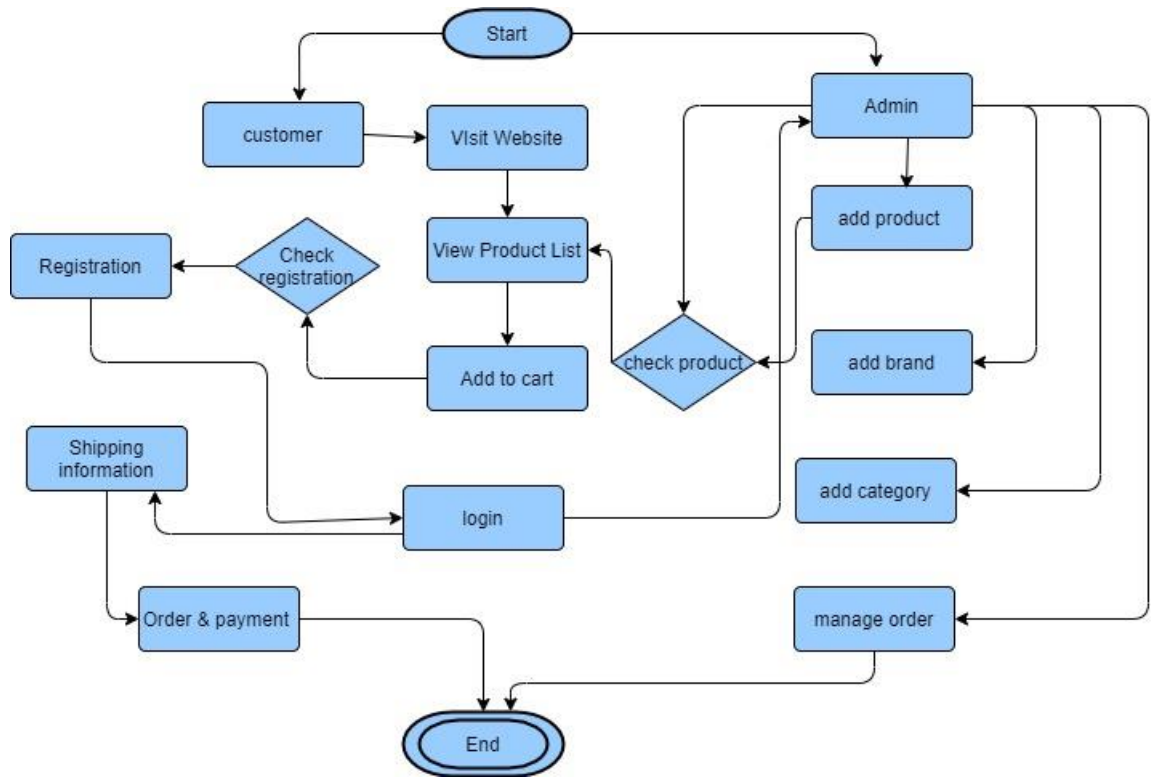 Start
Admin
customer
VIsit Website
add product
View Product List
Check
registration
Registration
check product
add brand
Add to cart
Shipping
information
add category
login
Order & payment
manage order
End